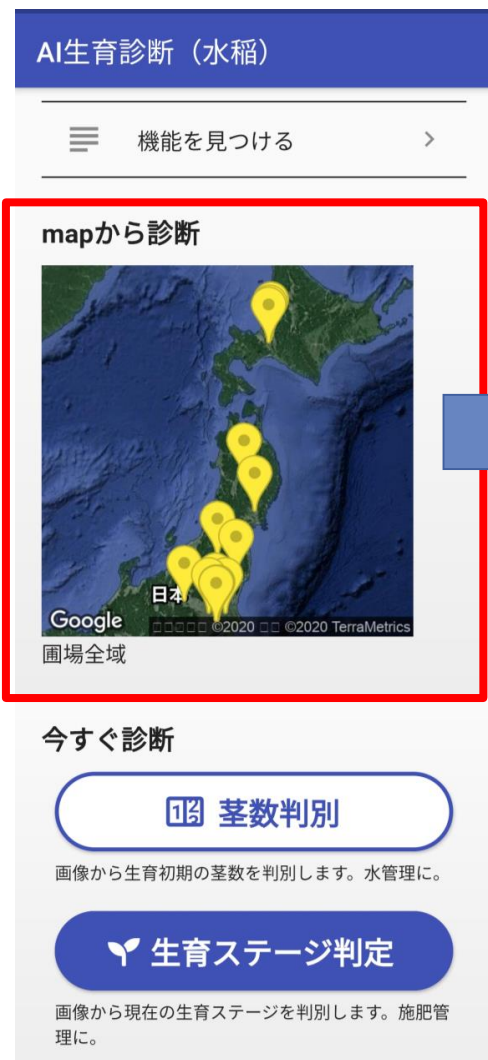 AI生育診断（水稲）
機能を見つける
mapから診断
日本
Google
©2020 ©2020 TerraMetrics
圃場全域
今すぐ診断
茎数判別
画像から生育初期の茎数を判別します。水管理に。
生育ステージ判定
画像から現在の生育ステージを判別します。施肥管
理に。